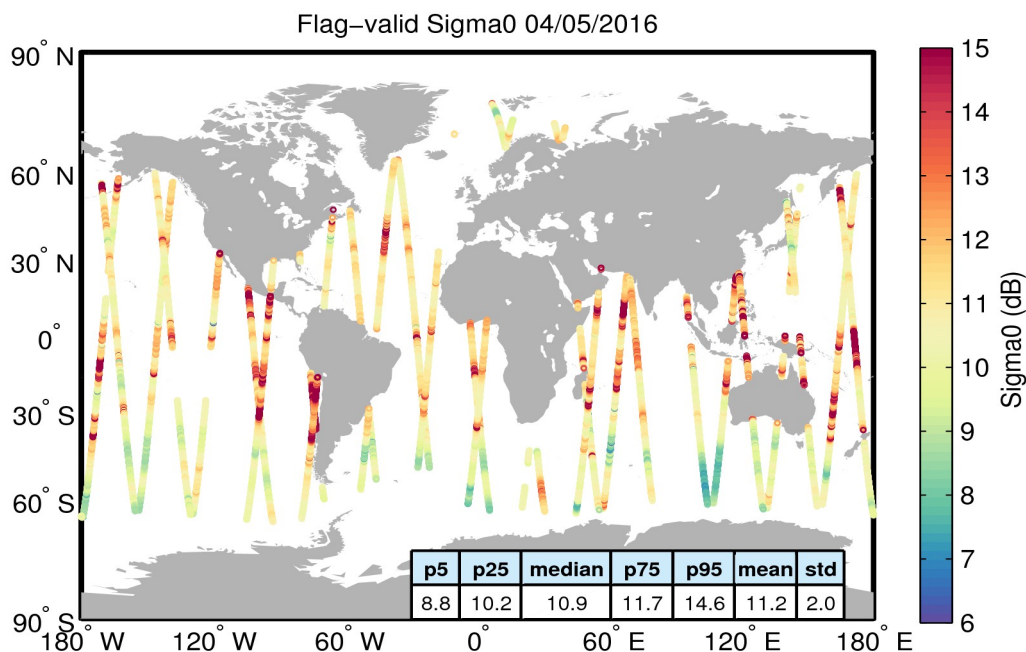 Flag−valid Sigma0 04/05/2016
90° N
60° N
30° N
0°
30° S
60° S
90° S
180° W
120° W
60° W
0°
60° E
120° E
180° E
p5 p25 median p75 p95 mean std
8.8 10.2 10.9 11.7 14.6 11.2 2.0
15
14
13
12
11
10
9
8
7
6
Sigma0 (dB)